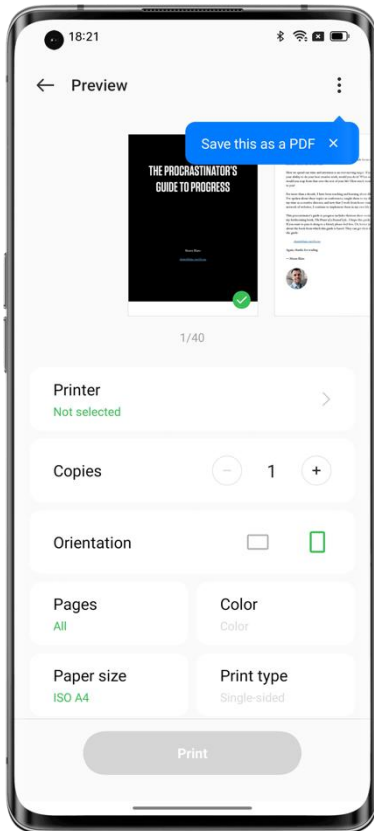 18:21
Preview
Save this as a PDF ×
THE PROCRASTINATOR'S
GUIDE TO PROGRESS
1/40
Printer
Not selected
Copies
- 1 +
Orientation
Pages
All
Color
Color
Paper size
ISO A4
Print type
Single-sided
Print